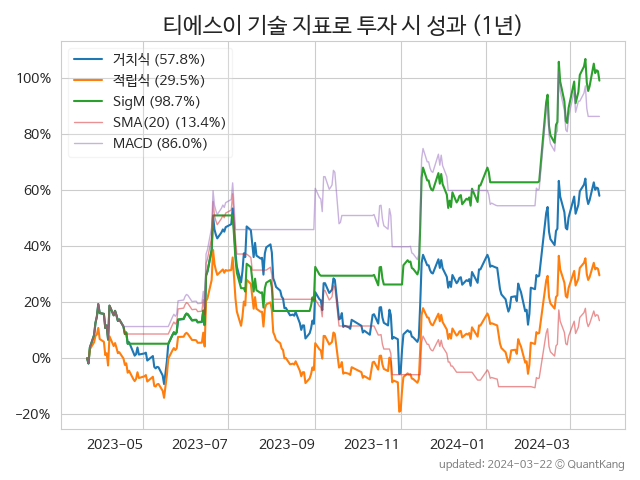 티에스이 기술 지표로 투자 시 성과 (1년)
거치식 (57.8%)
적립식 (29.5%)
SigM (98.7%)
SMA(20) (13.4%)
MACD (86.0%)
100%
80%
60%
40%
20%
0%
−20%
2023-05 2023-07 2023-09 2023-11 2024-01 2024-03
updated: 2024-03-22 © QuantKang